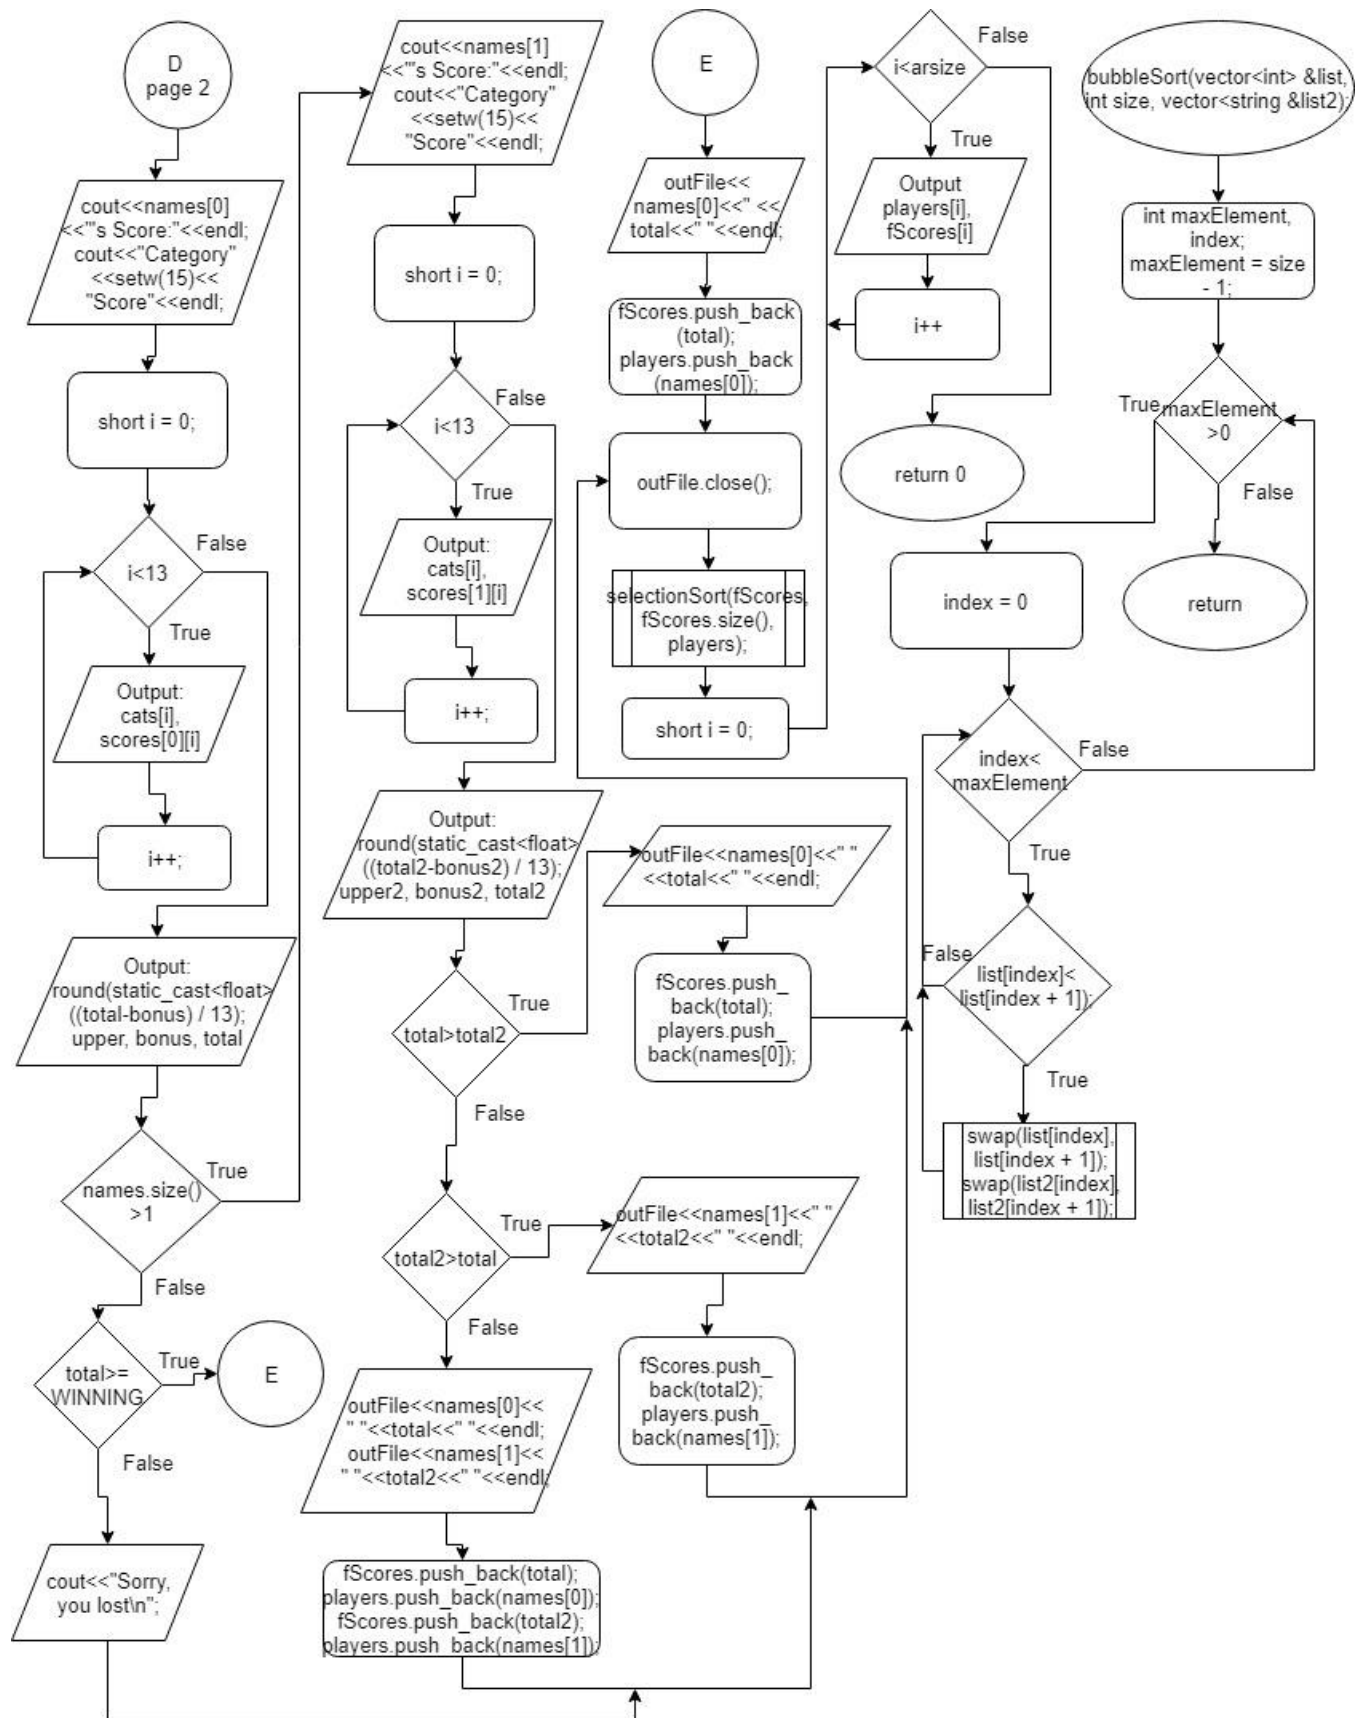 D
page 2
cout<<names[0]
<<"'s Score:"<<endl;
cout<<"Category"
<<setw(15)<<
"Score"<<endl;
short i = 0;
i<13
False
True
Output:
cats[i],
scores[0][i]
i++;
Output:
round(static_cast<float>
((total-bonus) / 13);
upper, bonus, total
names.size()
>1
True
False
total>=
WINNING
True
E
False
cout<<"Sorry,
you lost\n";
cout<<names[1]
<<"'s Score:"<<endl;
cout<<"Category"
<<setw(15)<<
"Score"<<endl;
short i = 0;
i<13
False
True
Output:
cats[i],
scores[1][i]
i++;
Output:
round(static_cast<float>
((total2-bonus2) / 13);
upper2, bonus2, total2
total>total2
True
False
total2>total
True
False
outFile<<names[0]<<
" "<<total<<" "<<endl;
outFile<<names[1]<<
" "<<total2<<" "<<endl;
fScores.push_back(total);
players.push_back(names[0]);
fScores.push_back(total2);
players.push_back(names[1]);
E
outFile<<
names[0]<<" <<
total<<" "<<endl;
fScores.push_back
(total);
players.push_back
(names[0]);
outFile.close();
selectionSort(fScores,
fScores.size(),
players);
short i = 0;
outFile<<names[0]<<" "
<<total<<" "<<endl;
fScores.push_
back(total);
players.push_
back(names[0]);
outFile<<names[1]<<" "
<<total2<<" "<<endl;
fScores.push_
back(total2);
players.push_
back(names[1]);
i<arsize
False
True
Output
players[i],
fScores[i]
i++
return 0
bubbleSort(vector<int> &list,
int size, vector<string &list2);
int maxElement,
index;
maxElement = size
- 1;
True
maxElement
>0
False
return
index = 0
index<
maxElement
False
True
False
list[index]<
list[index + 1]);
True
swap(list[index],
list[index + 1]);
swap(list2[index],
list2[index + 1]);